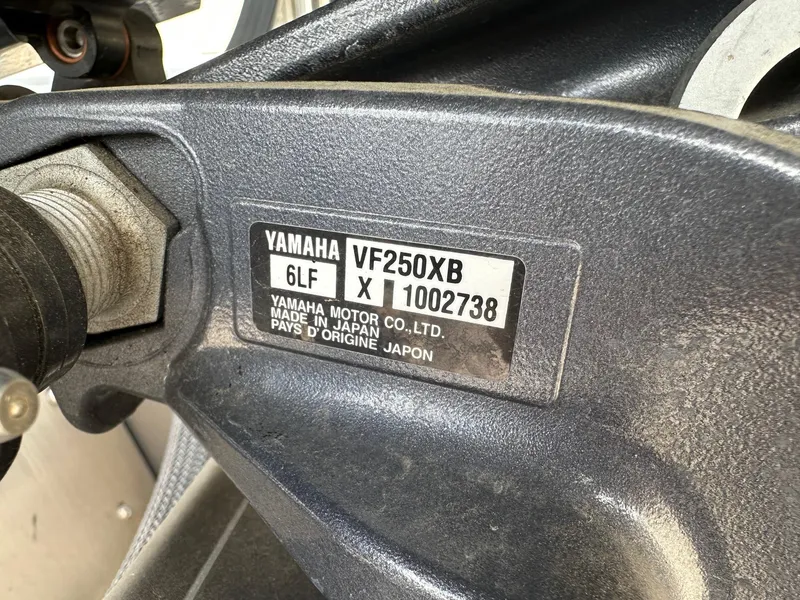 YAMAHA VF250XB
6LF X 1002738
YAMAHA MOTOR CO.,LTD.
MADE IN JAPAN
PAYS D'ORIGINE JAPON